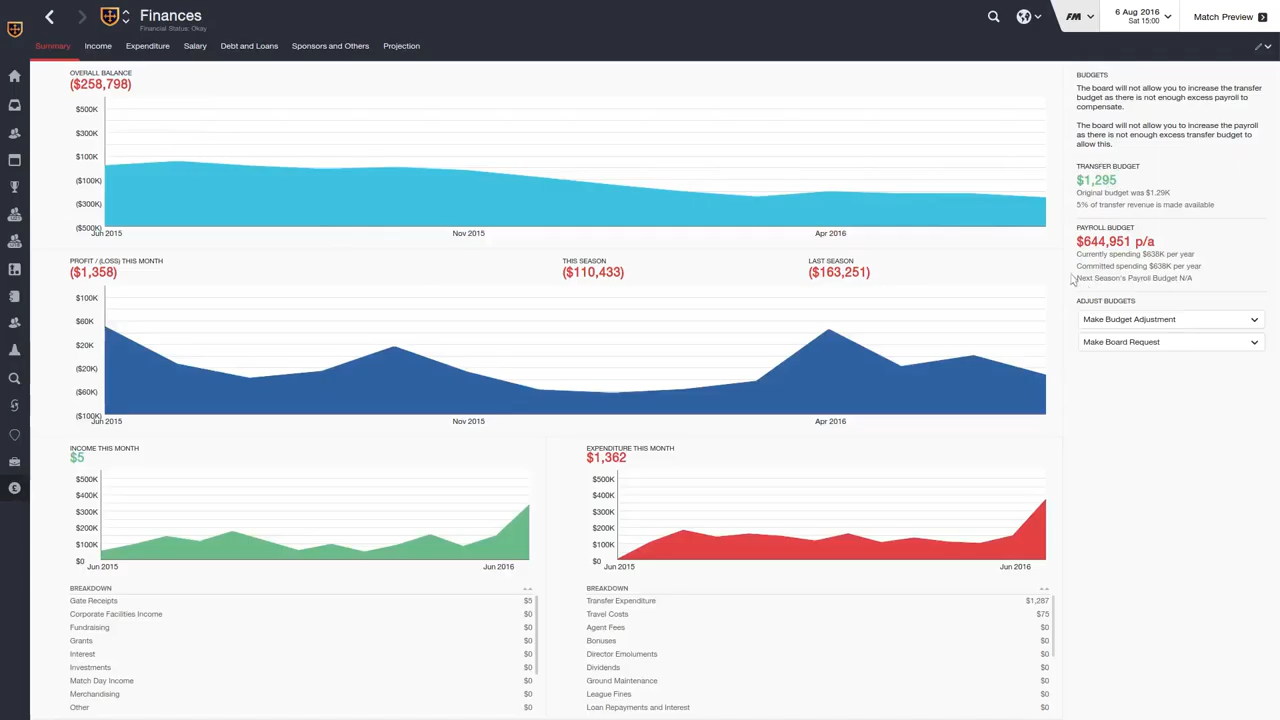 Finances
Financial Status: Okay
FM
6 Aug 2016
Sat 15:00
Match Preview
Summary
Income
Expenditure
Salary
Debt and Loans
Sponsors and Others
Projection
OVERALL BALANCE
($258,798)
$500K
$300K
$100K
($100K)
($300K)
($500K)
Jun 2015
Nov 2015
Apr 2016
PROFIT / (LOSS) THIS MONTH
($1,358)
THIS SEASON
($110,433)
LAST SEASON
($163,251)
$100K
$60K
$20K
($20K)
($60K)
($100K)
Jun 2015
Nov 2015
Apr 2016
INCOME THIS MONTH
$5
$500K
$400K
$300K
$200K
$100K
$0
Jun 2015
Jun 2016
BREAKDOWN
Gate Receipts $5
Corporate Facilities Income $0
Fundraising $0
Grants $0
Interest $0
Investments $0
Match Day Income $0
Merchandising $0
Other $0
EXPENDITURE THIS MONTH
$1,362
$500K
$400K
$300K
$200K
$100K
$0
Jun 2015
Jun 2016
BREAKDOWN
Transfer Expenditure $1,287
Travel Costs $75
Agent Fees $0
Bonuses $0
Director Emoluments $0
Dividends $0
Ground Maintenance $0
League Fines $0
Loan Repayments and Interest $0
BUDGETS
The board will not allow you to increase the transfer
budget as there is not enough excess payroll to
compensate.
The board will not allow you to increase the payroll
as there is not enough excess transfer budget to
allow this.
TRANSFER BUDGET
$1,295
Original budget was $1.29K
5% of transfer revenue is made available
PAYROLL BUDGET
$644,951 p/a
Currently spending $638K per year
Committed spending $638K per year
Next Season's Payroll Budget N/A
ADJUST BUDGETS
Make Budget Adjustment
Make Board Request